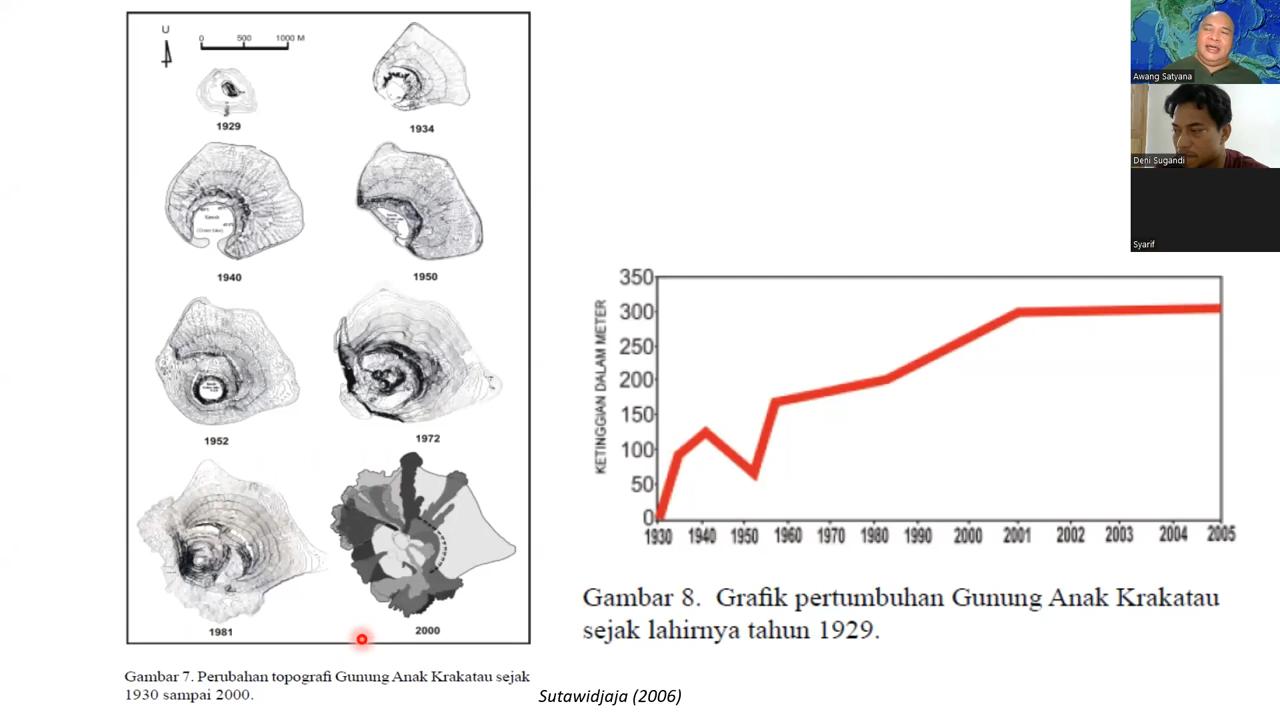 U
0 500 1000 M
1929
1934
1940
1950
1952
1972
1981
2000
Gambar 7. Perubahan topografi Gunung Anak Krakatau sejak
1930 sampai 2000.
Sutawidjaja (2006)
KETINGGIAN DALAM METER
350
300
250
200
150
100
50
0
1930 1940 1950 1960 1970 1980 1990 2000 2001 2002 2003 2004 2005
Gambar 8. Grafik pertumbuhan Gunung Anak Krakatau
sejak lahirnya tahun 1929.
Awang Satyana
Deni Sugandi
Syarif